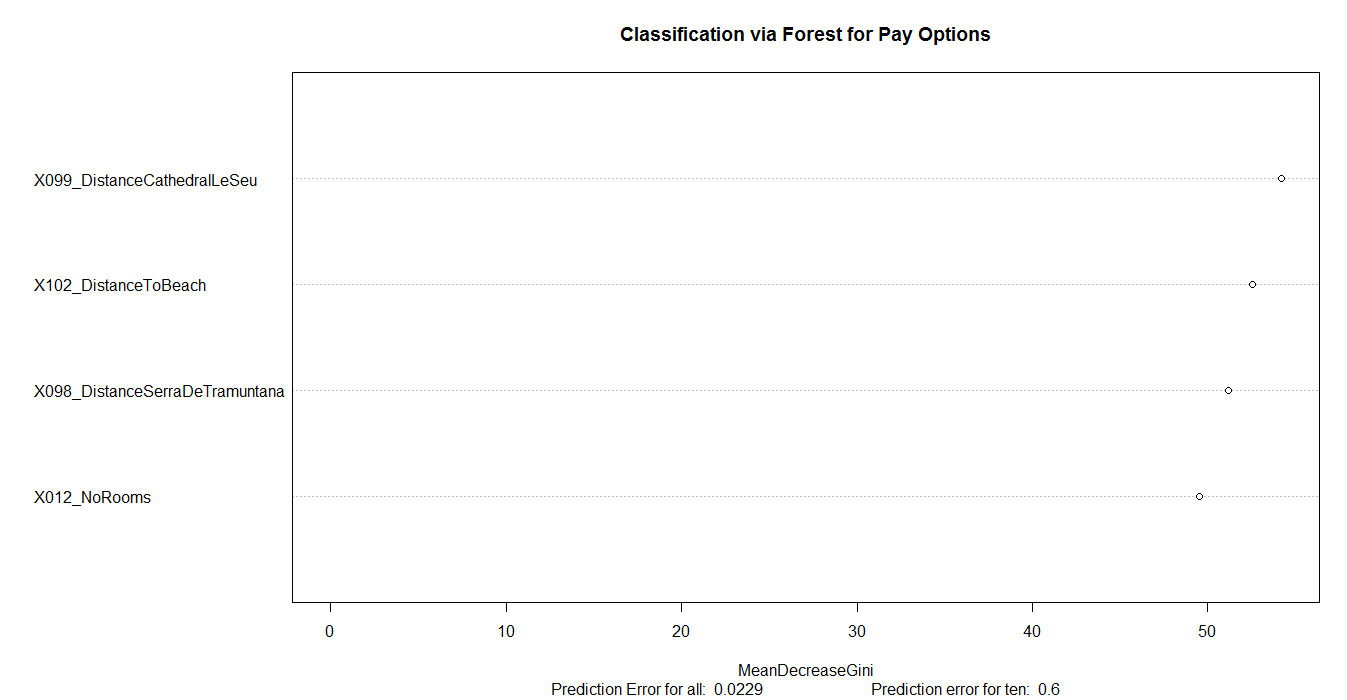 Classification via Forest for Pay Options
X099_DistanceCathedralLeSeu
X102_DistanceToBeach
X098_DistanceSerraDeTramuntana
X012_NoRooms
0 10 20 30 40 50
MeanDecreaseGini
Prediction Error for all: 0.0229 Prediction error for ten: 0.6